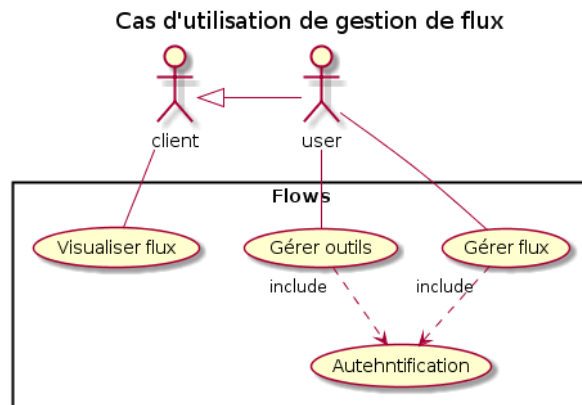 Cas d'utilisation de gestion de flux
client
user
Flows
Visualiser flux
Gérer outils
Gérer flux
include
include
Autehntification